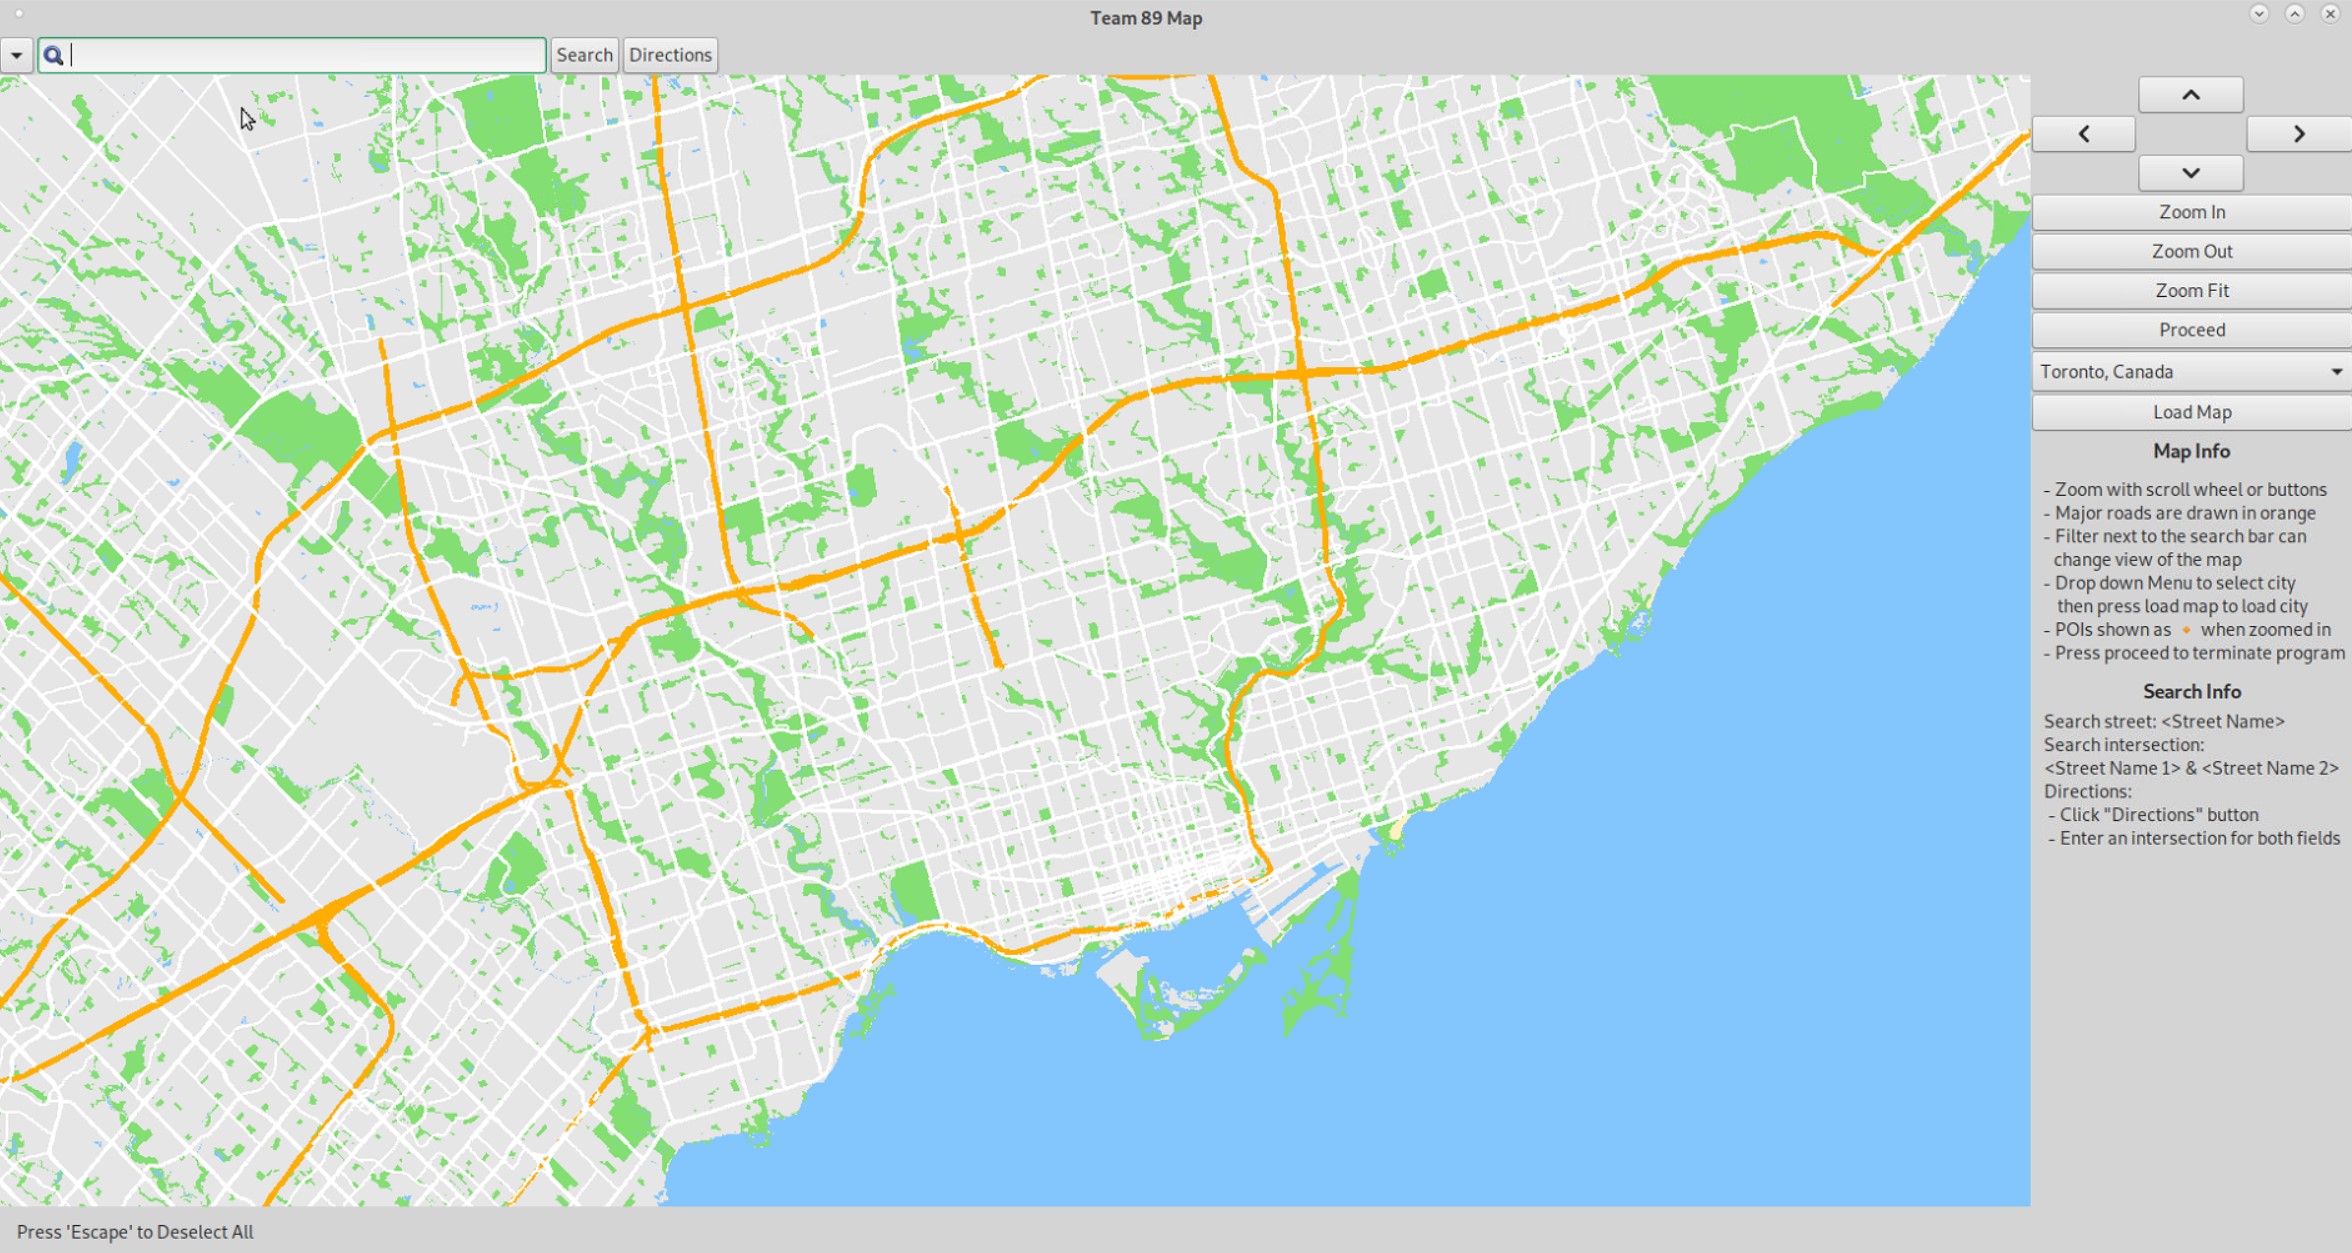 Team 89 Map
Search
Directions
Zoom In
Zoom Out
Zoom Fit
Proceed
Toronto, Canada
Load Map
Map Info
- Zoom with scroll wheel or buttons
- Major roads are drawn in orange
- Filter next to the search bar can
change view of the map
- Drop down Menu to select city
then press load map to load city
- POIs shown as • when zoomed in
- Press proceed to terminate program
Search Info
Search street: <Street Name>
Search intersection:
<Street Name 1> & <Street Name 2>
Directions:
- Click "Directions" button
- Enter an intersection for both fields
Press 'Escape' to Deselect All